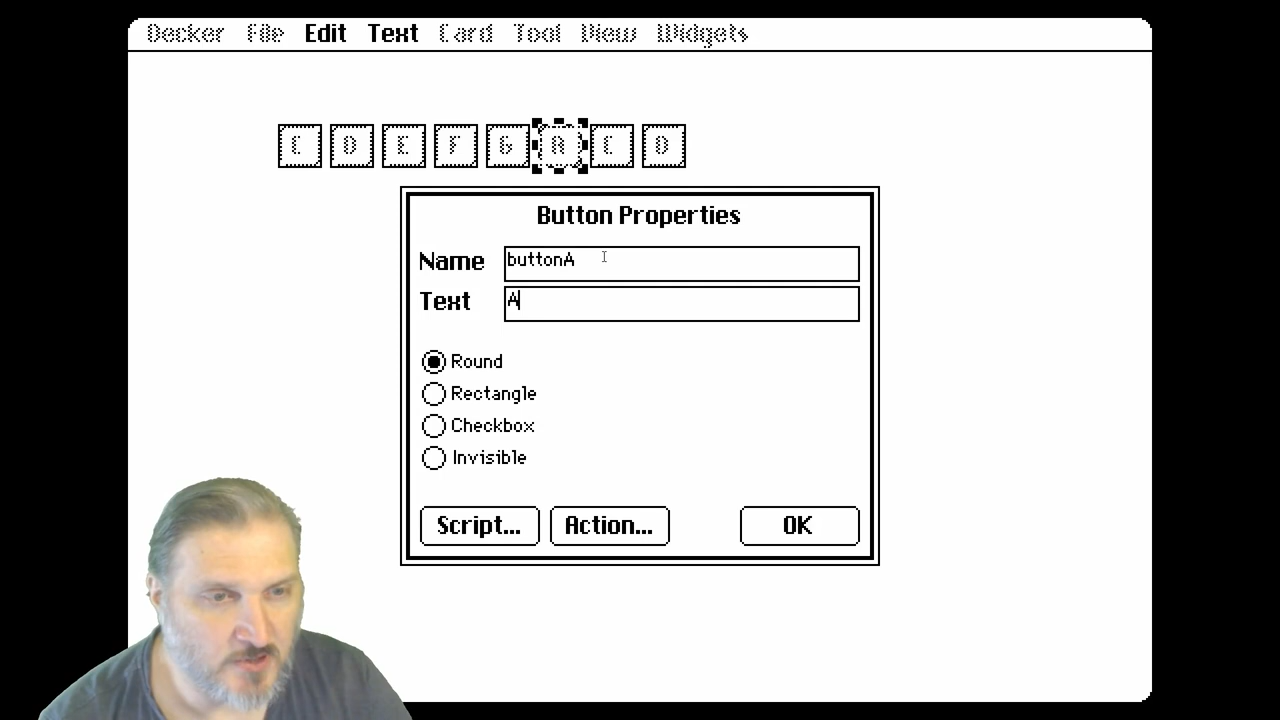 Decker File Edit Text Card Tool View Widgets
C D E F G A C D
Button Properties
Name buttonA
Text A
Round
Rectangle
Checkbox
Invisible
Script... Action... OK